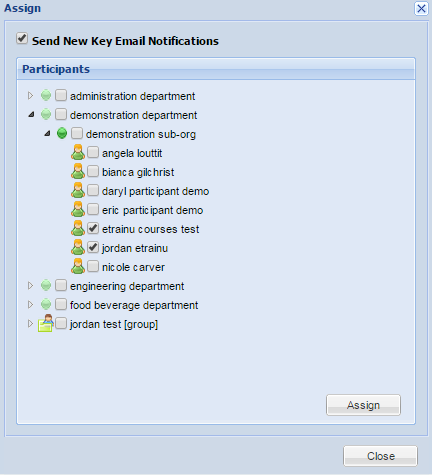 Assign
Send New Key Email Notifications
Participants
administration department
demonstration department
demonstration sub-org
angela louttit
bianca gilchrist
daryl participant demo
eric participant demo
etrainu courses test
jordan etrainu
nicole carver
engineering department
food beverage department
jordan test [group]
Assign
Close